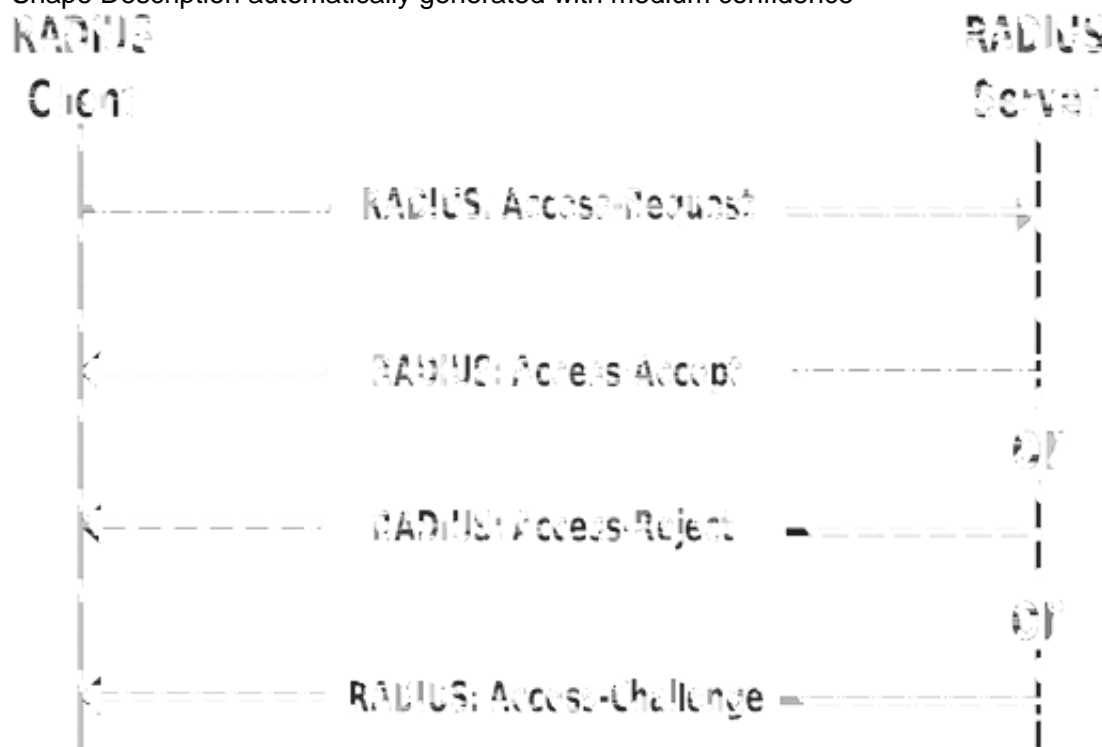 Shape Description automatically generated with medium confidence
RADIUS
Client
RADIUS
Server
RADIUS: Access-Request
RADIUS: Access-Accept
or
RADIUS: Access-Reject
or
RADIUS: Access-Challenge